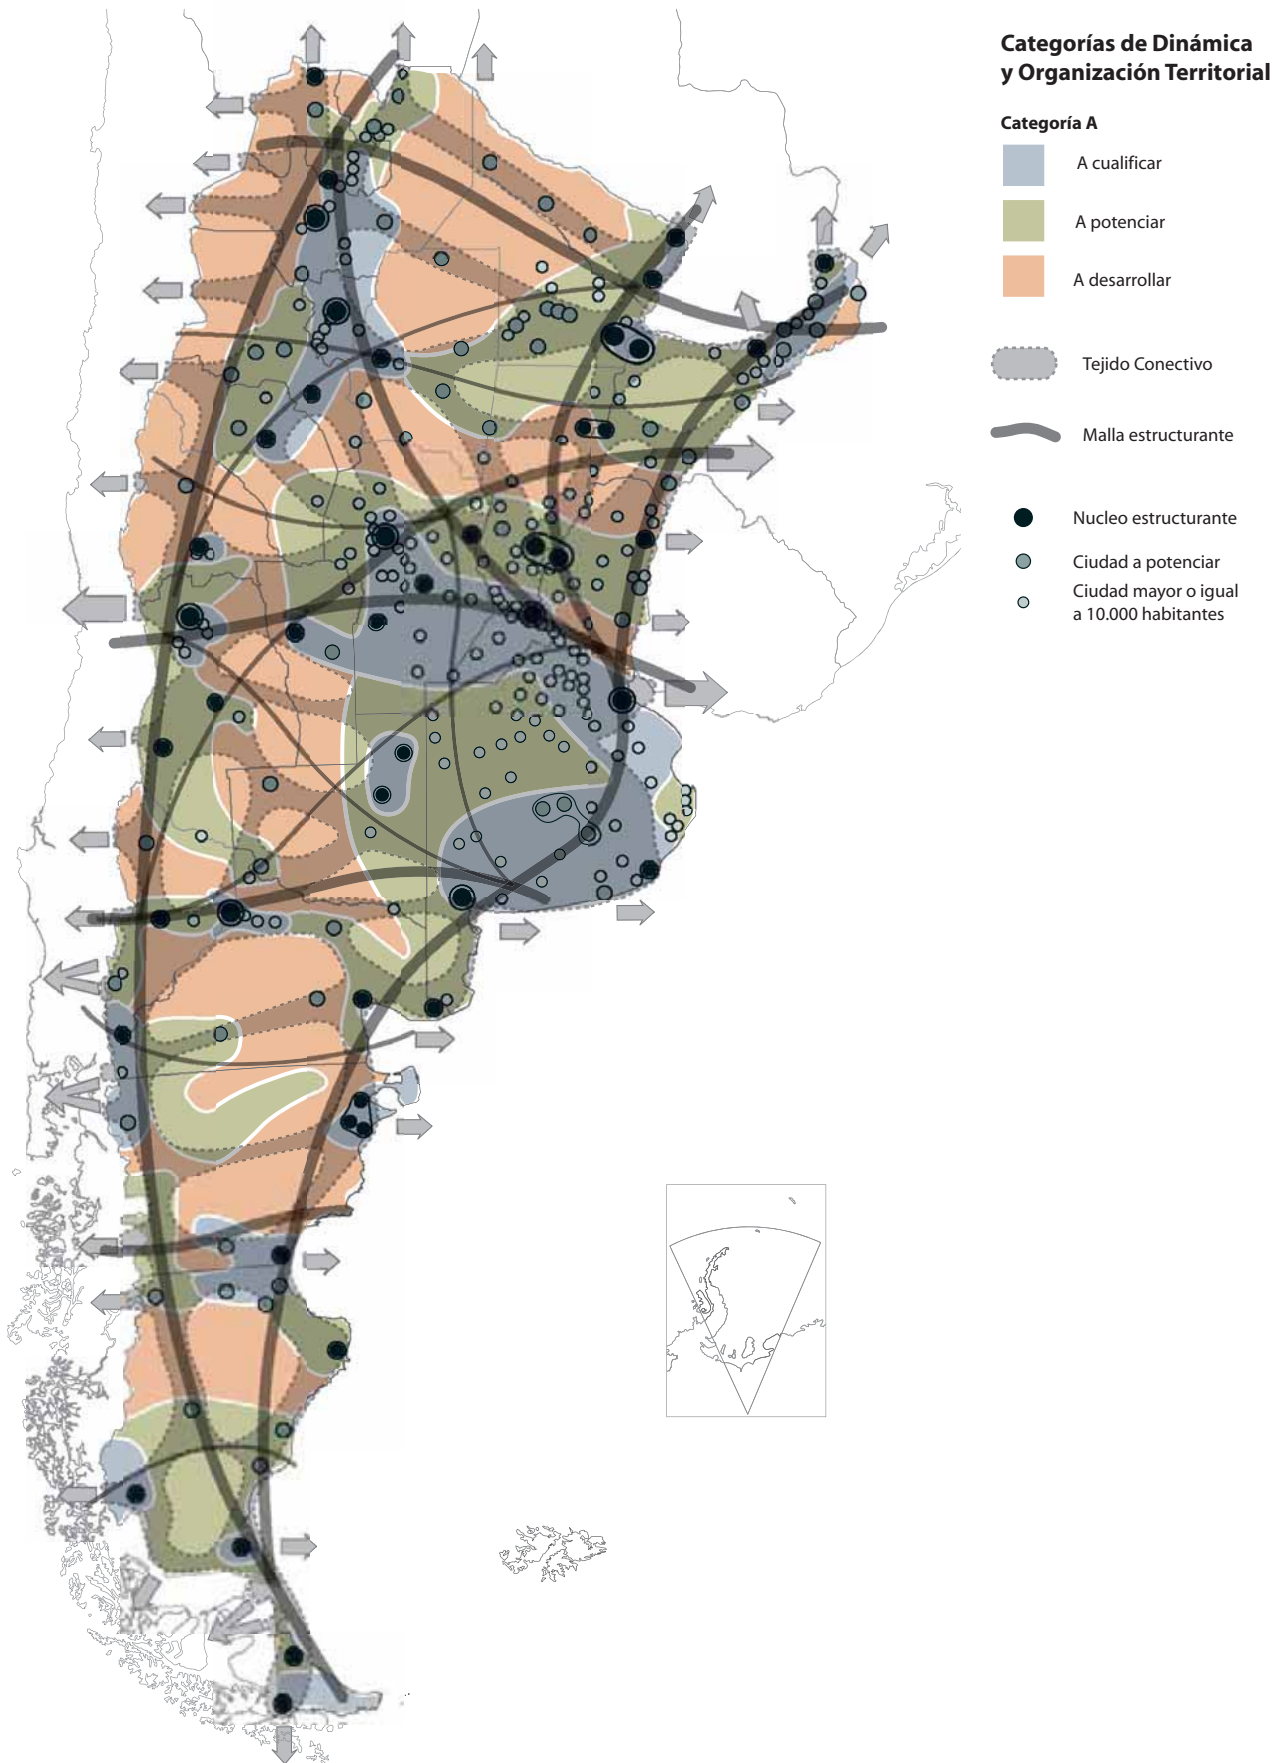 Categorías de Dinámica
y Organización Territorial
Categoría A
A cualificar
A potenciar
A desarrollar
Tejido Conectivo
Malla estructurante
Nucleo estructurante
Ciudad a potenciar
Ciudad mayor o igual
a 10.000 habitantes